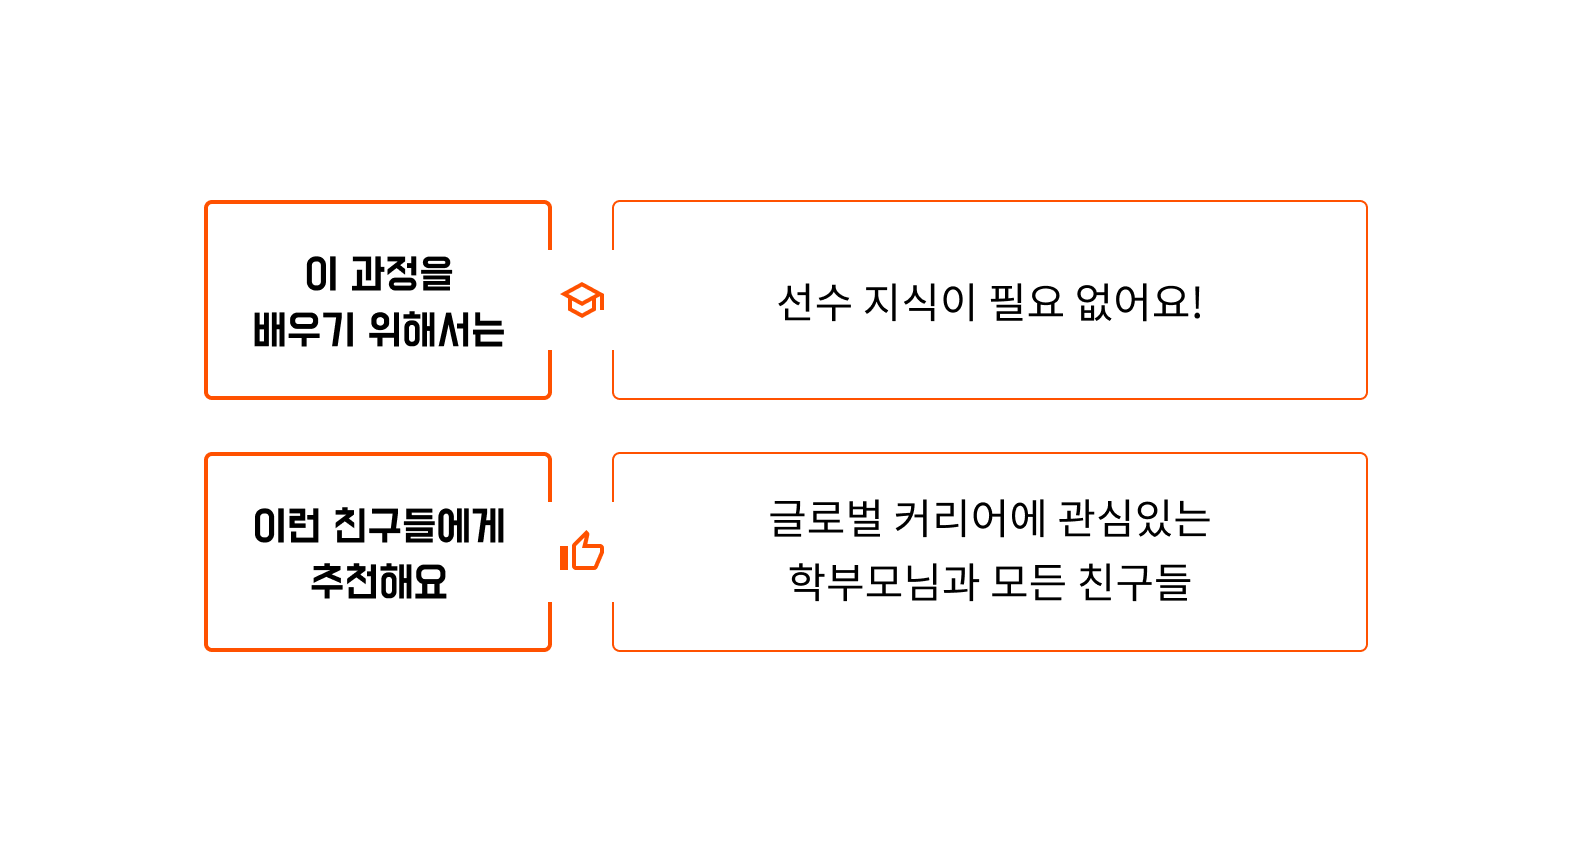 이 과정을
배우기 위해서는
선수 지식이 필요 없어요!
이런 친구들에게
추천해요
글로벌 커리어에 관심있는
학부모님과 모든 친구들